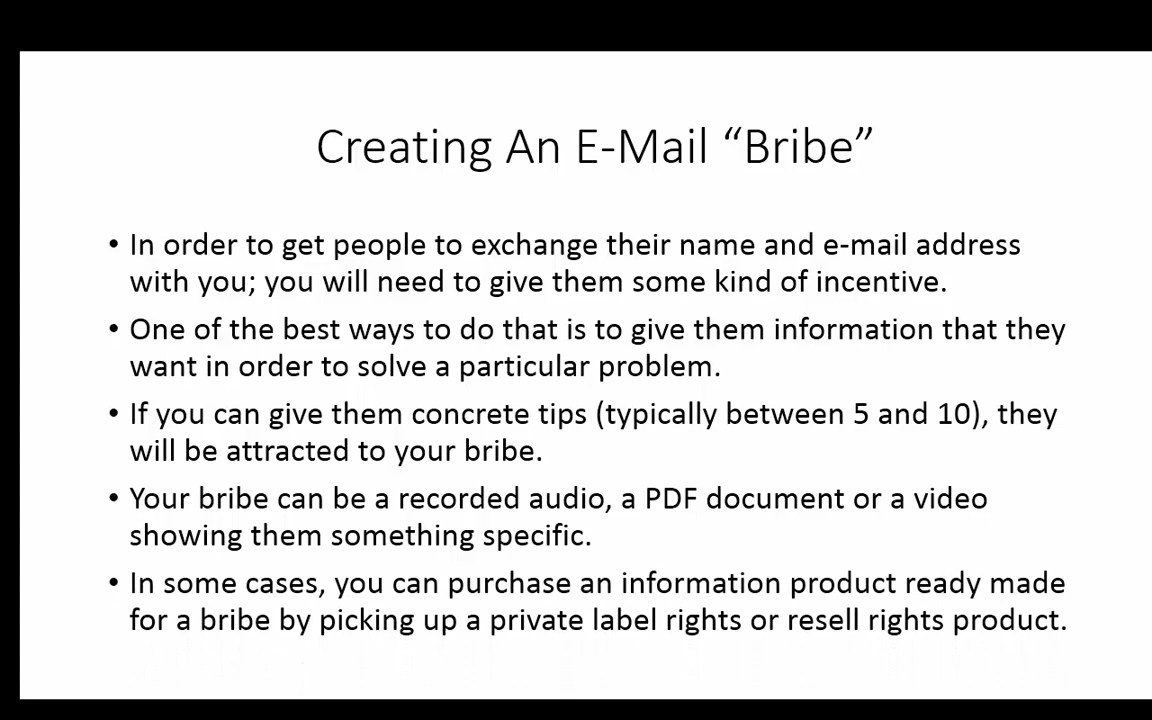 Creating An E-Mail “Bribe”
• In order to get people to exchange their name and e-mail address
with you; you will need to give them some kind of incentive.
• One of the best ways to do that is to give them information that they
want in order to solve a particular problem.
• If you can give them concrete tips (typically between 5 and 10), they
will be attracted to your bribe.
• Your bribe can be a recorded audio, a PDF document or a video
showing them something specific.
• In some cases, you can purchase an information product ready made
for a bribe by picking up a private label rights or resell rights product.